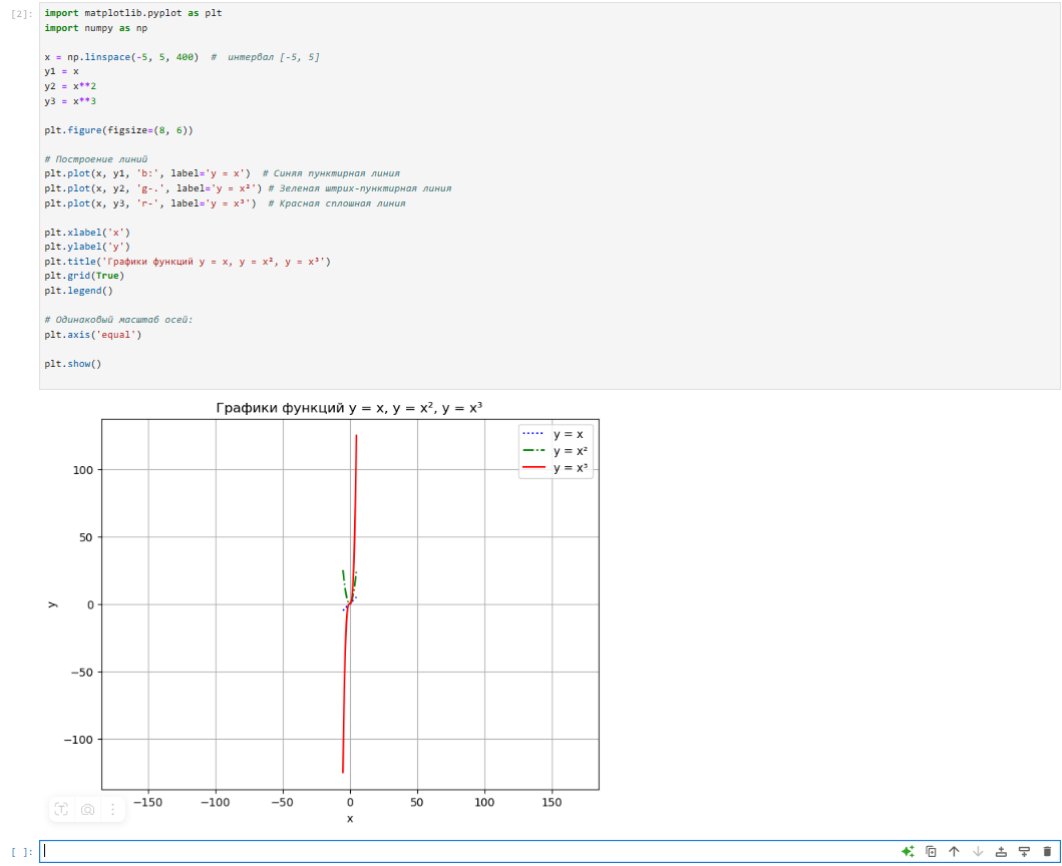 [2]: import matplotlib.pyplot as plt
import numpy as np
x = np.linspace(-5, 5, 400)  # интервал [-5, 5]
y1 = x
y2 = x**2
y3 = x**3
plt.figure(figsize=(8, 6))
# Построение линий
plt.plot(x, y1, 'b:', label='y = x')  # Синяя пунктирная линия
plt.plot(x, y2, 'g-.', label='y = x²') # Зеленая штрих-пунктирная линия
plt.plot(x, y3, 'r-', label='y = x³')  # Красная сплошная линия
plt.xlabel('x')
plt.ylabel('y')
plt.title('Графики функций y = x, y = x², y = x³')
plt.grid(True)
plt.legend()
# Одинаковый масштаб осей:
plt.axis('equal')
plt.show()
Графики функций y = x, y = x², y = x³
y = x
y = x²
y = x³
100
50
0
−50
−100
y
−150 −100 −50 0 50 100 150
x
[ ]: